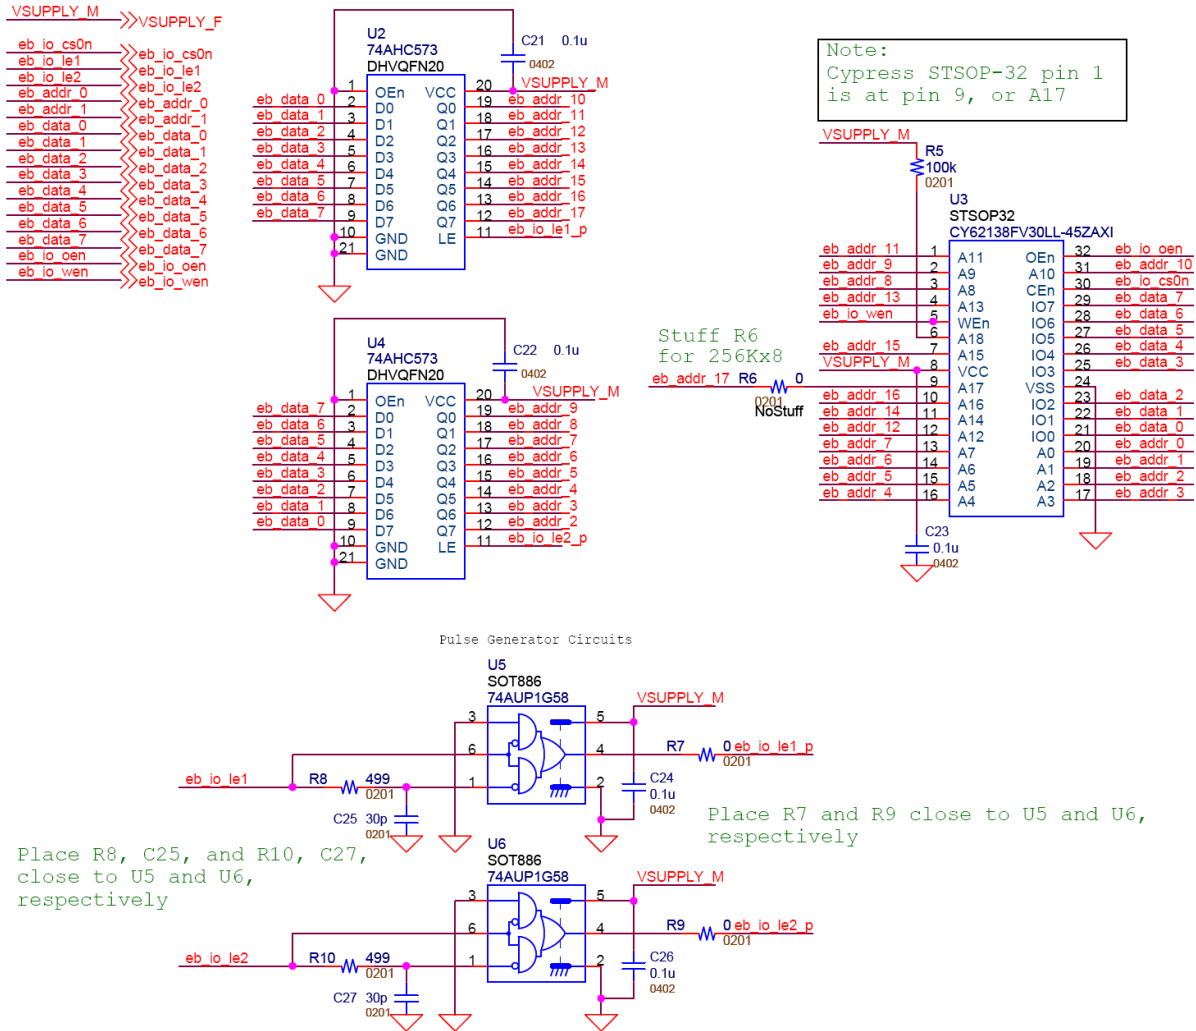 VSUPPLY_M
VSUPPLY_F
eb_io_cs0n eb_io_cs0n
eb_io_le1 eb_io_le1
eb_io_le2 eb_io_le2
eb_addr_0 eb_addr_0
eb_addr_1 eb_addr_1
eb_data_0 eb_data_0
eb_data_1 eb_data_1
eb_data_2 eb_data_2
eb_data_3 eb_data_3
eb_data_4 eb_data_4
eb_data_5 eb_data_5
eb_data_6 eb_data_6
eb_data_7 eb_data_7
eb_io_oen eb_io_oen
eb_io_wen eb_io_wen
U2
74AHC573
DHVQFN20
C21 0.1u
0402
VSUPPLY_M
1 OEn VCC 20
eb_data_0 2 D0 Q0 19 eb_addr_10
eb_data_1 3 D1 Q1 18 eb_addr_11
eb_data_2 4 D2 Q2 17 eb_addr_12
eb_data_3 5 D3 Q3 16 eb_addr_13
eb_data_4 6 D4 Q4 15 eb_addr_14
eb_data_5 7 D5 Q5 14 eb_addr_15
eb_data_6 8 D6 Q6 13 eb_addr_16
eb_data_7 9 D7 Q7 12 eb_addr_17
10 GND LE 11 eb_io_le1_p
21 GND
U4
74AHC573
DHVQFN20
C22 0.1u
0402
VSUPPLY_M
1 OEn VCC 20
eb_data_7 2 D0 Q0 19 eb_addr_9
eb_data_6 3 D1 Q1 18 eb_addr_8
eb_data_5 4 D2 Q2 17 eb_addr_7
eb_data_4 5 D3 Q3 16 eb_addr_6
eb_data_3 6 D4 Q4 15 eb_addr_5
eb_data_2 7 D5 Q5 14 eb_addr_4
eb_data_1 8 D6 Q6 13 eb_addr_3
eb_data_0 9 D7 Q7 12 eb_addr_2
10 GND LE 11 eb_io_le2_p
21 GND
Note:
Cypress STSOP-32 pin 1
is at pin 9, or A17
VSUPPLY_M
R5
100k
0201
U3
STSOP32
CY62138FV30LL-45ZAXI
eb_addr_11 1 A11 OEn 32 eb_io_oen
eb_addr_9 2 A9 A10 31 eb_addr_10
eb_addr_8 3 A8 CEn 30 eb_io_cs0n
eb_addr_13 4 A13 IO7 29 eb_data_7
eb_io_wen 5 WEn IO6 28 eb_data_6
6 A18 IO5 27 eb_data_5
eb_addr_15 7 A15 IO4 26 eb_data_4
VSUPPLY_M 8 VCC IO3 25 eb_data_3
9 A17 VSS 24
eb_addr_16 10 A16 IO2 23 eb_data_2
eb_addr_14 11 A14 IO1 22 eb_data_1
eb_addr_12 12 A12 IO0 21 eb_data_0
eb_addr_7 13 A7 A0 20 eb_addr_0
eb_addr_6 14 A6 A1 19 eb_addr_1
eb_addr_5 15 A5 A2 18 eb_addr_2
eb_addr_4 16 A4 A3 17 eb_addr_3
Stuff R6
for 256Kx8
eb_addr_17 R6 0
0201
NoStuff
C23
0.1u
0402
Pulse Generator Circuits
U5
SOT886
74AUP1G58
VSUPPLY_M
3 5
6 4 R7 0 eb_io_le1_p
0201
eb_io_le1 R8 499 1 2
0201
C24
0.1u
0402
C25 30p
0201
Place R7 and R9 close to U5 and U6,
respectively
Place R8, C25, and R10, C27,
close to U5 and U6,
respectively
U6
SOT886
74AUP1G58
VSUPPLY_M
3 5
6 4 R9 0 eb_io_le2_p
0201
eb_io_le2 R10 499 1 2
0201
C26
0.1u
0402
C27 30p
0201